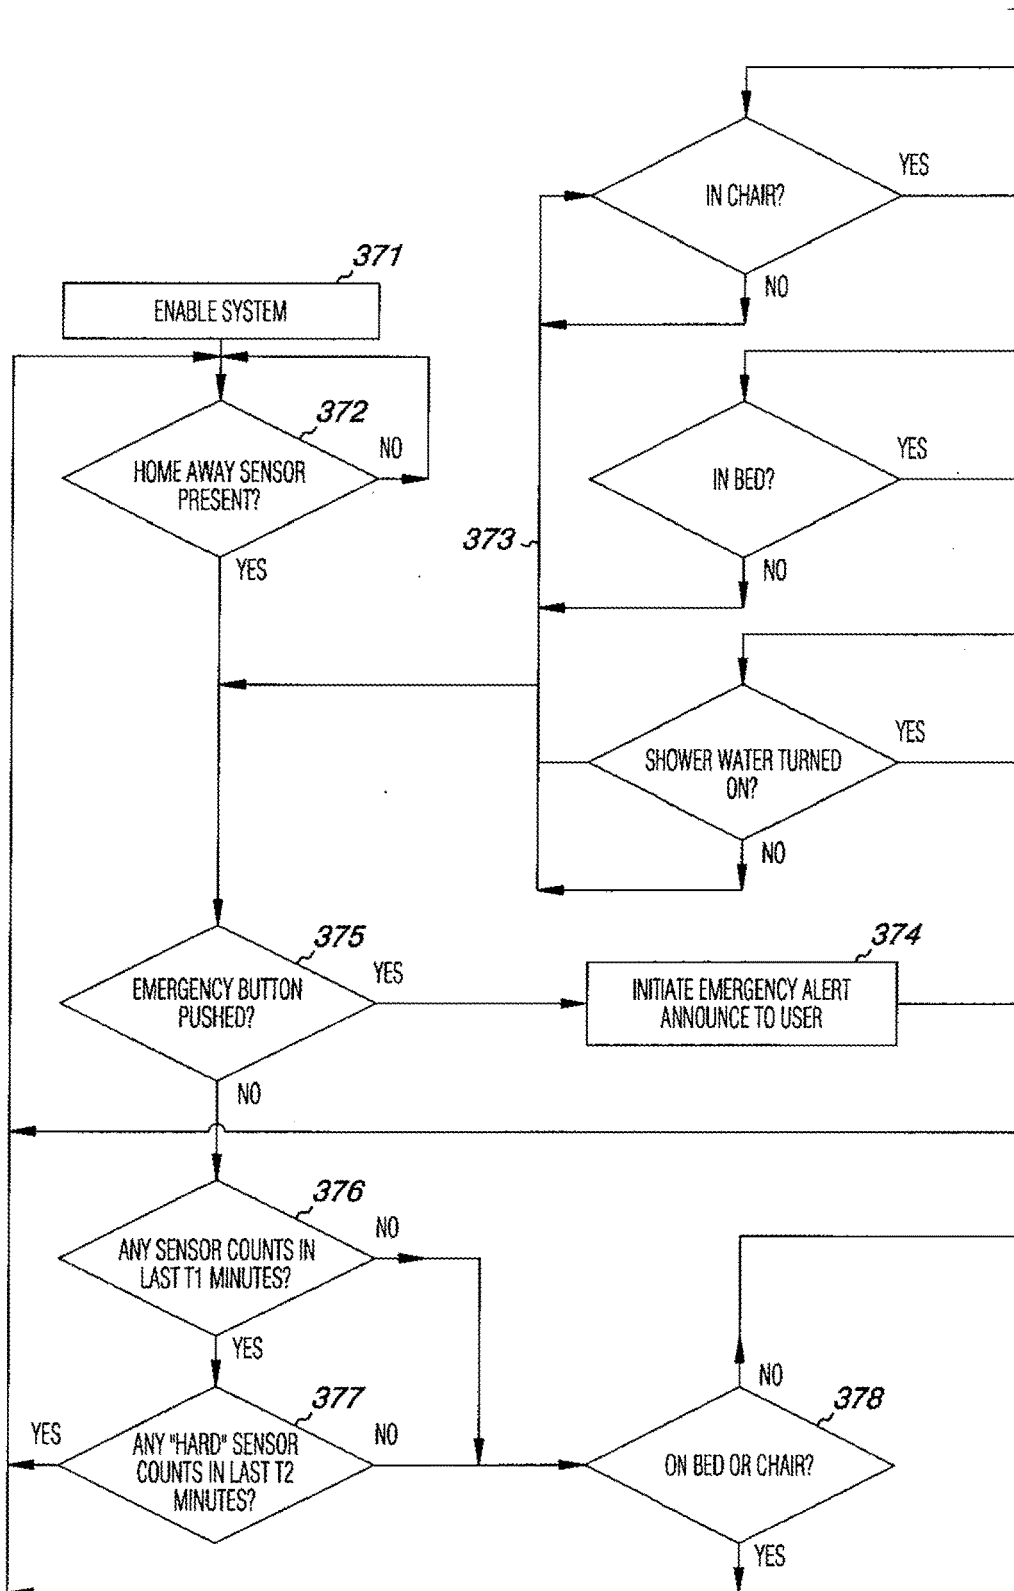 IN CHAIR?
YES
NO
371
ENABLE SYSTEM
372
HOME AWAY SENSOR
PRESENT?
NO
YES
IN BED?
YES
NO
373
SHOWER WATER TURNED
ON?
YES
NO
375
EMERGENCY BUTTON
PUSHED?
YES
NO
374
INITIATE EMERGENCY ALERT
ANNOUNCE TO USER
376
ANY SENSOR COUNTS IN
LAST T1 MINUTES?
NO
YES
377
ANY "HARD" SENSOR
COUNTS IN LAST T2
MINUTES?
YES
NO
378
ON BED OR CHAIR?
NO
YES